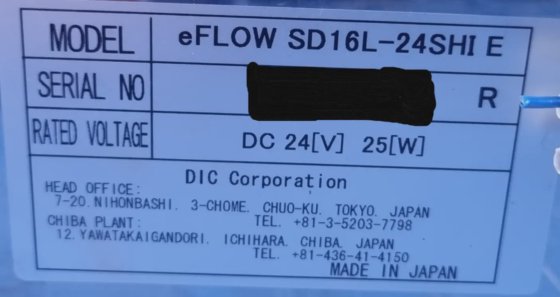 MODEL eFLOW SD16L-24SHI E
SERIAL NO R
RATED VOLTAGE DC 24[V] 25[W]
DIC Corporation
HEAD OFFICE:
7-20. NIHONBASHI. 3-CHOME. CHUO-KU. TOKYO. JAPAN
TEL. +81-3-5203-7798
CHIBA PLANT:
12. YAWATAKAIGANDORI. ICHIHARA. CHIBA. JAPAN
TEL. +81-436-41-4150
MADE IN JAPAN